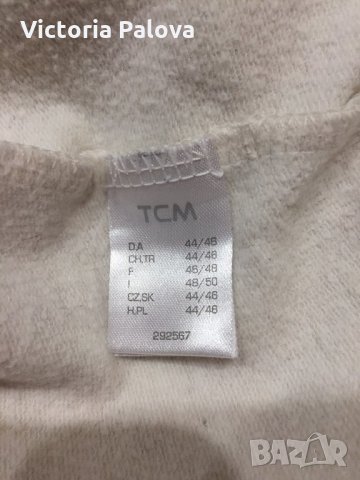 Victoria Palova
TCM
D,A 44/46
CH,TR 44/46
F 46/48
I 48/50
CZ,SK 44/46
H,PL 44/46
292567
BAZAR